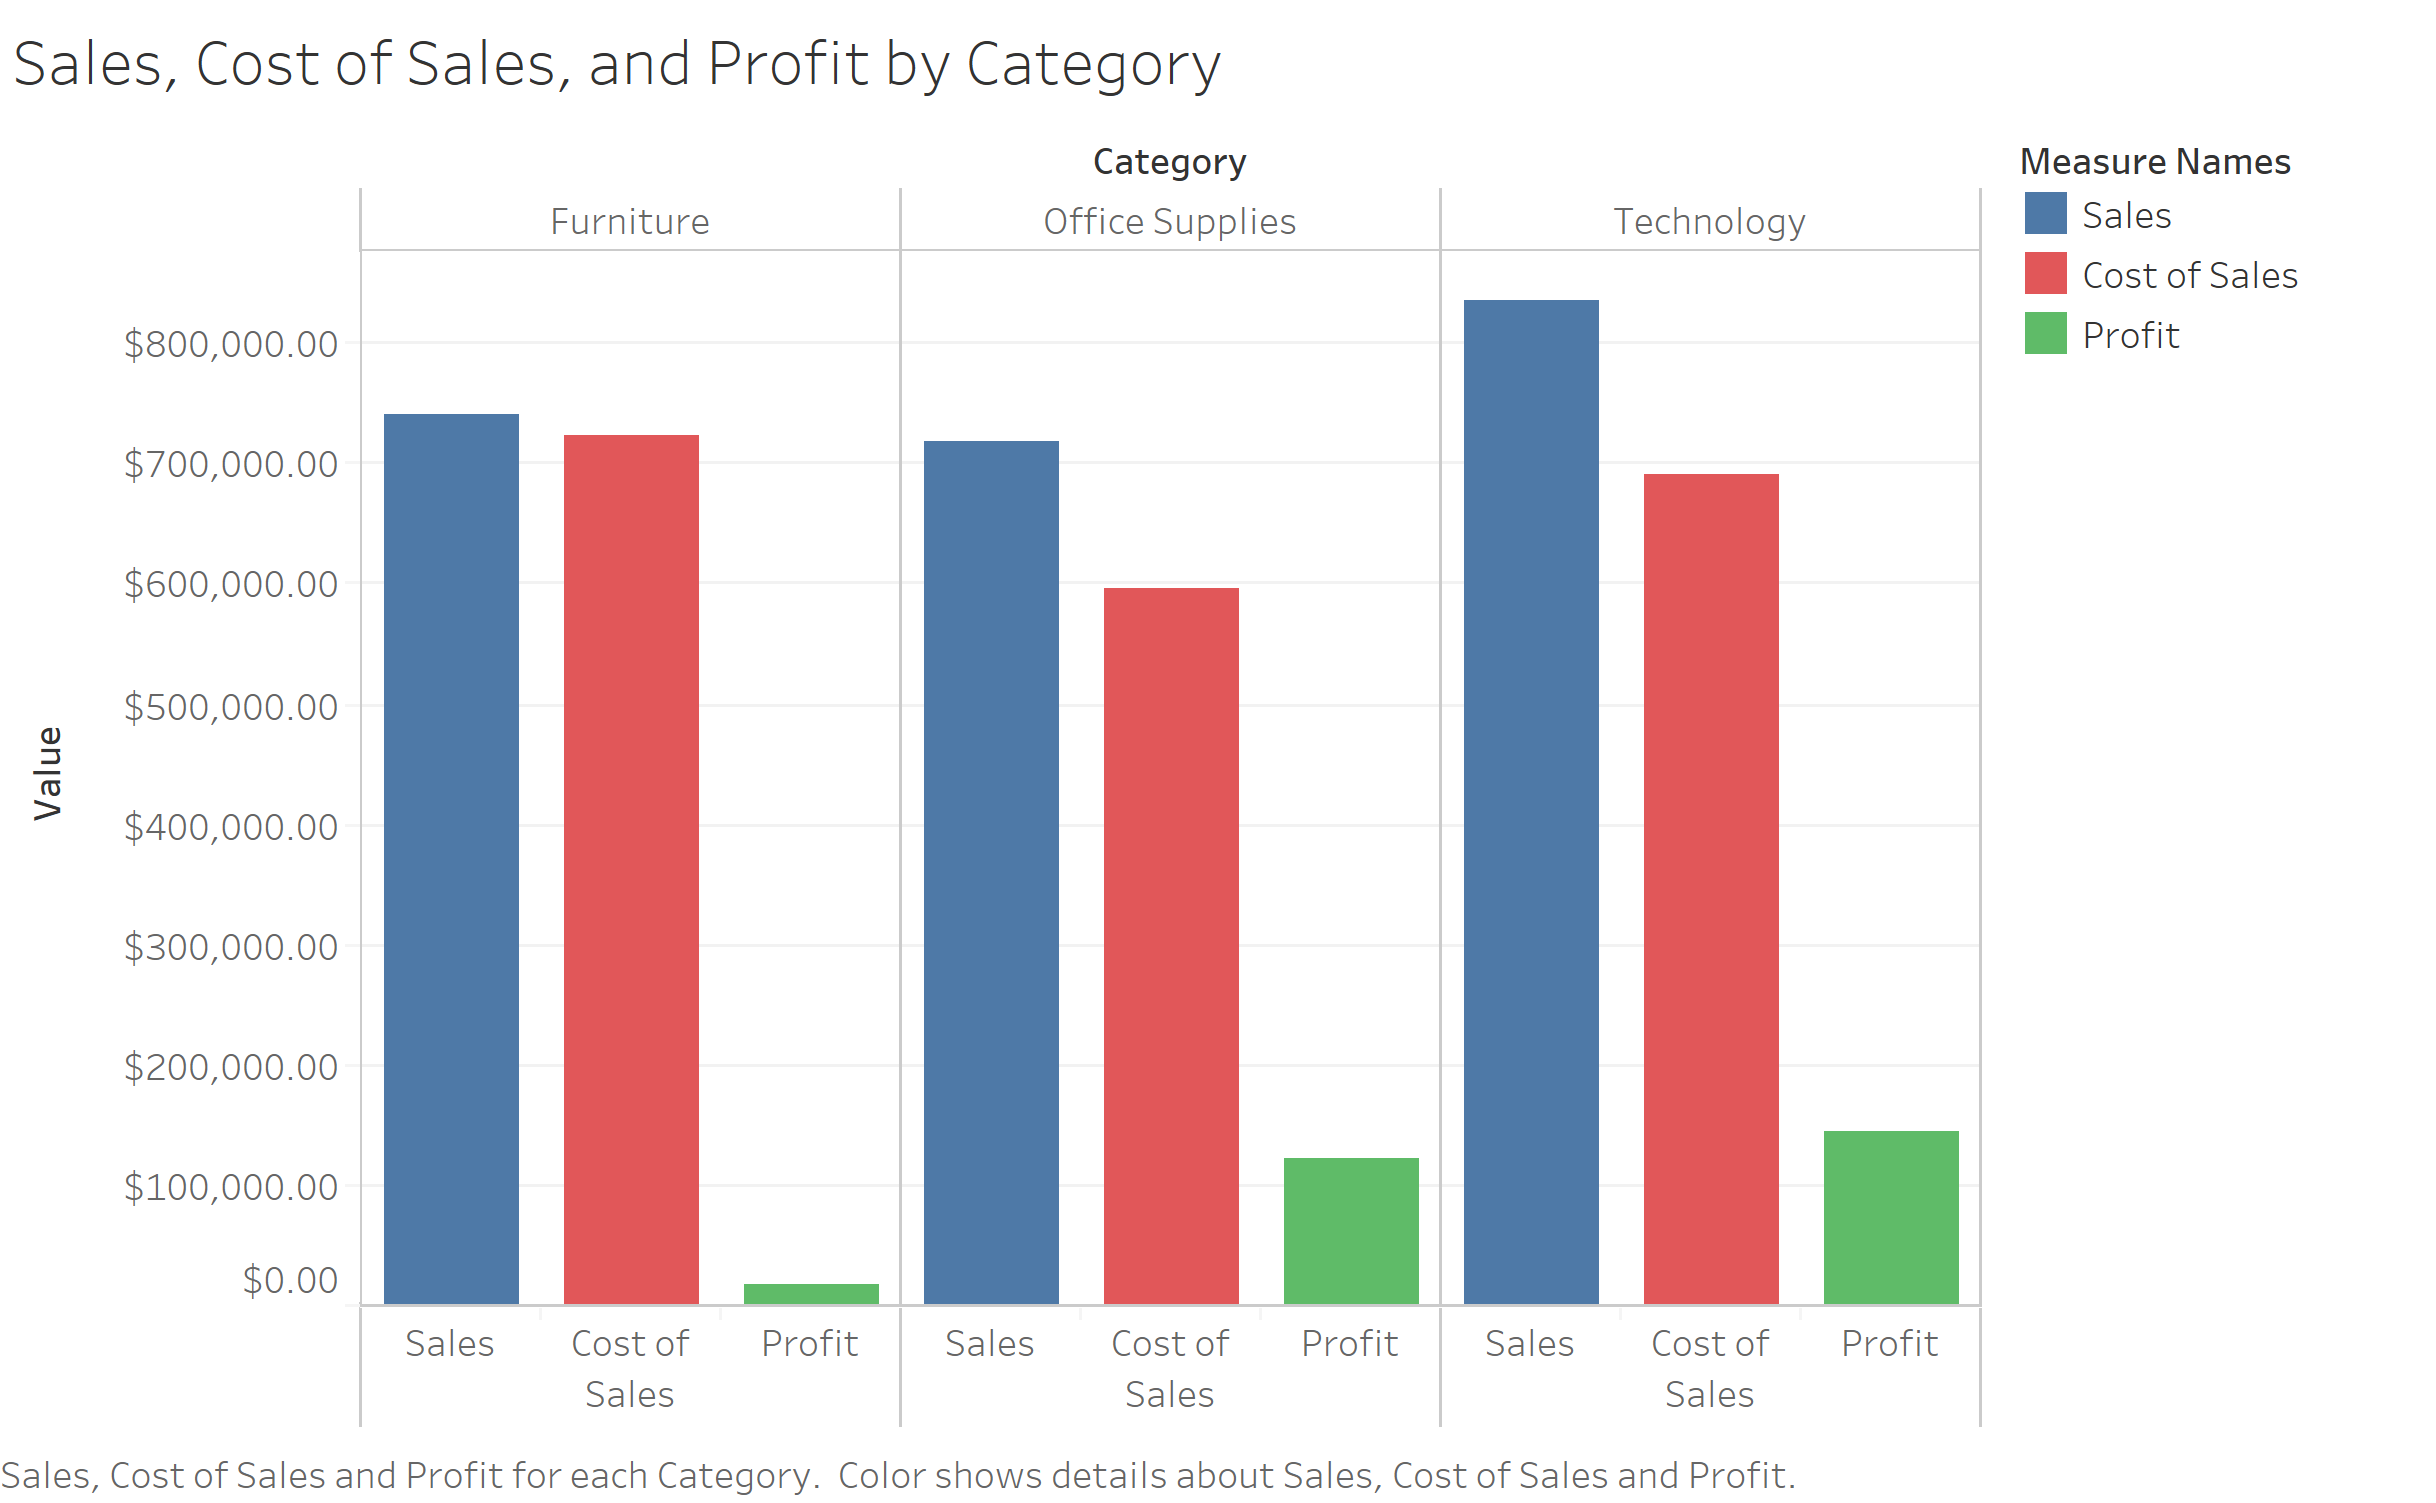 Sales, Cost of Sales, and Profit by Category
Category
Furniture
Office Supplies
Technology
Measure Names
Sales
Cost of Sales
Profit
Value
$800,000.00
$700,000.00
$600,000.00
$500,000.00
$400,000.00
$300,000.00
$200,000.00
$100,000.00
$0.00
Sales
Cost of
Sales
Profit
Sales
Cost of
Sales
Profit
Sales
Cost of
Sales
Profit
Sales, Cost of Sales and Profit for each Category.  Color shows details about Sales, Cost of Sales and Profit.